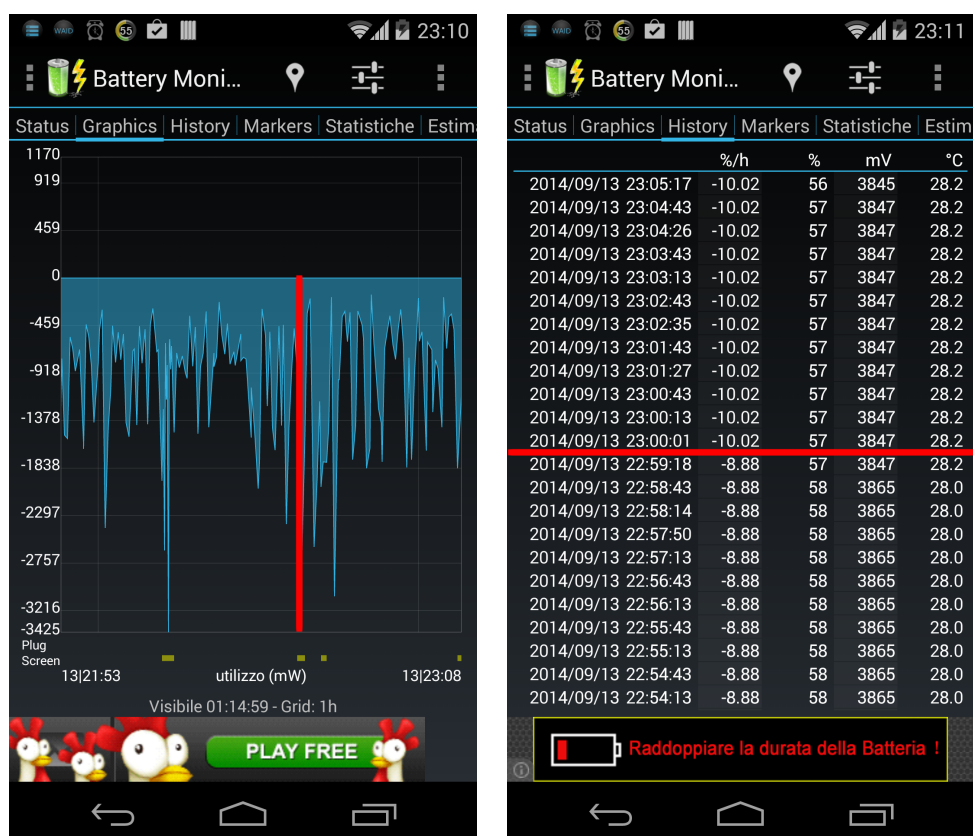 WAID
55
23:10
Battery Moni...
Status Graphics History Markers Statistiche Estim
1170
919
459
0
-459
-918
-1378
-1838
-2297
-2757
-3216
-3425
Plug
Screen
13|21:53 utilizzo (mW) 13|23:08
Visibile 01:14:59 - Grid: 1h
PLAY FREE
WAID
55
23:11
Battery Moni...
Status Graphics History Markers Statistiche Estim
%/h % mV °C
2014/09/13 23:05:17 -10.02 56 3845 28.2
2014/09/13 23:04:43 -10.02 57 3847 28.2
2014/09/13 23:04:26 -10.02 57 3847 28.2
2014/09/13 23:03:43 -10.02 57 3847 28.2
2014/09/13 23:03:13 -10.02 57 3847 28.2
2014/09/13 23:02:43 -10.02 57 3847 28.2
2014/09/13 23:02:35 -10.02 57 3847 28.2
2014/09/13 23:01:43 -10.02 57 3847 28.2
2014/09/13 23:01:27 -10.02 57 3847 28.2
2014/09/13 23:00:43 -10.02 57 3847 28.2
2014/09/13 23:00:13 -10.02 57 3847 28.2
2014/09/13 23:00:01 -10.02 57 3847 28.2
2014/09/13 22:59:18 -8.88 57 3847 28.2
2014/09/13 22:58:43 -8.88 58 3865 28.0
2014/09/13 22:58:14 -8.88 58 3865 28.0
2014/09/13 22:57:50 -8.88 58 3865 28.0
2014/09/13 22:57:13 -8.88 58 3865 28.0
2014/09/13 22:56:43 -8.88 58 3865 28.0
2014/09/13 22:56:13 -8.88 58 3865 28.0
2014/09/13 22:55:43 -8.88 58 3865 28.0
2014/09/13 22:55:13 -8.88 58 3865 28.0
2014/09/13 22:54:43 -8.88 58 3865 28.0
2014/09/13 22:54:13 -8.88 58 3865 28.0
Raddoppiare la durata della Batteria !